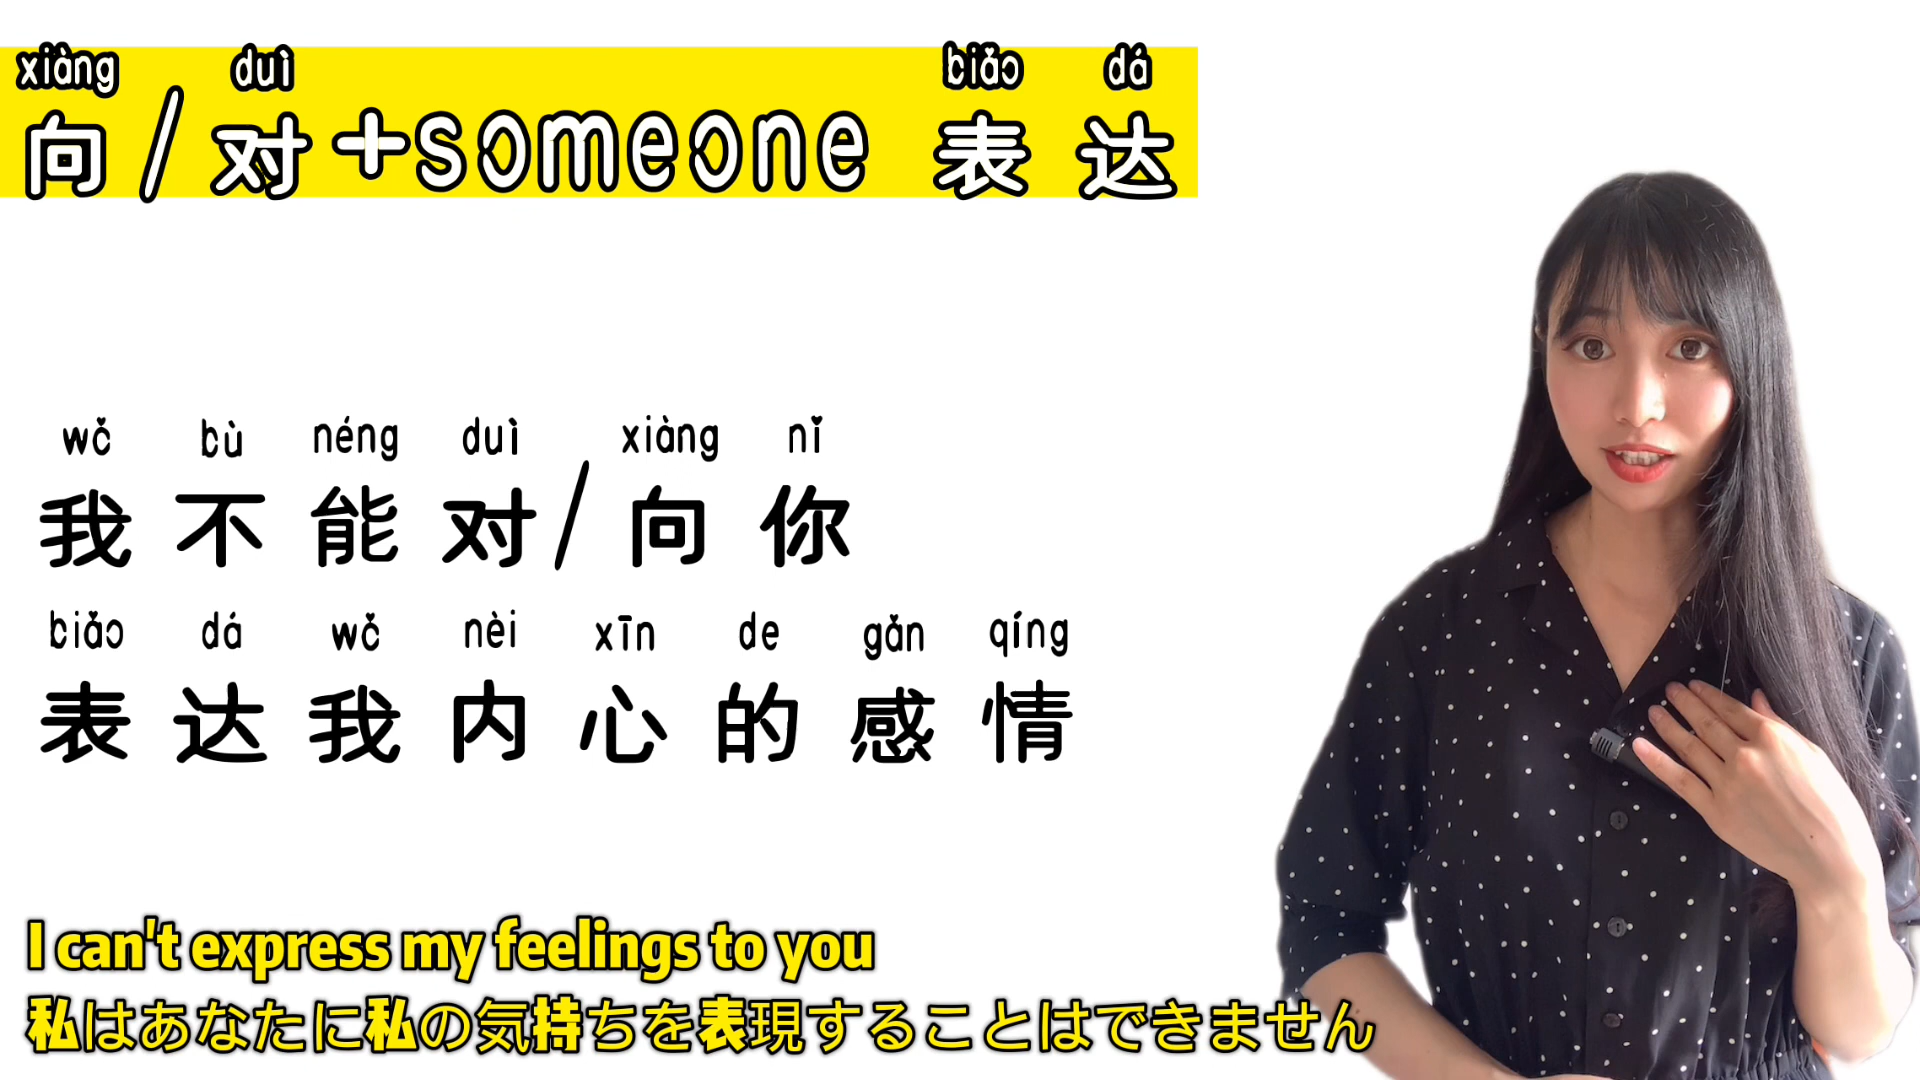 xiàng duì biǎo dá
向/对+someone 表达
wǒ bù néng duì xiàng nǐ
我不能对/向你
biǎo dá wǒ nèi xīn de gǎn qíng
表达我内心的感情
I can't express my feelings to you
私はあなたに私の気持ちを表現することはできません